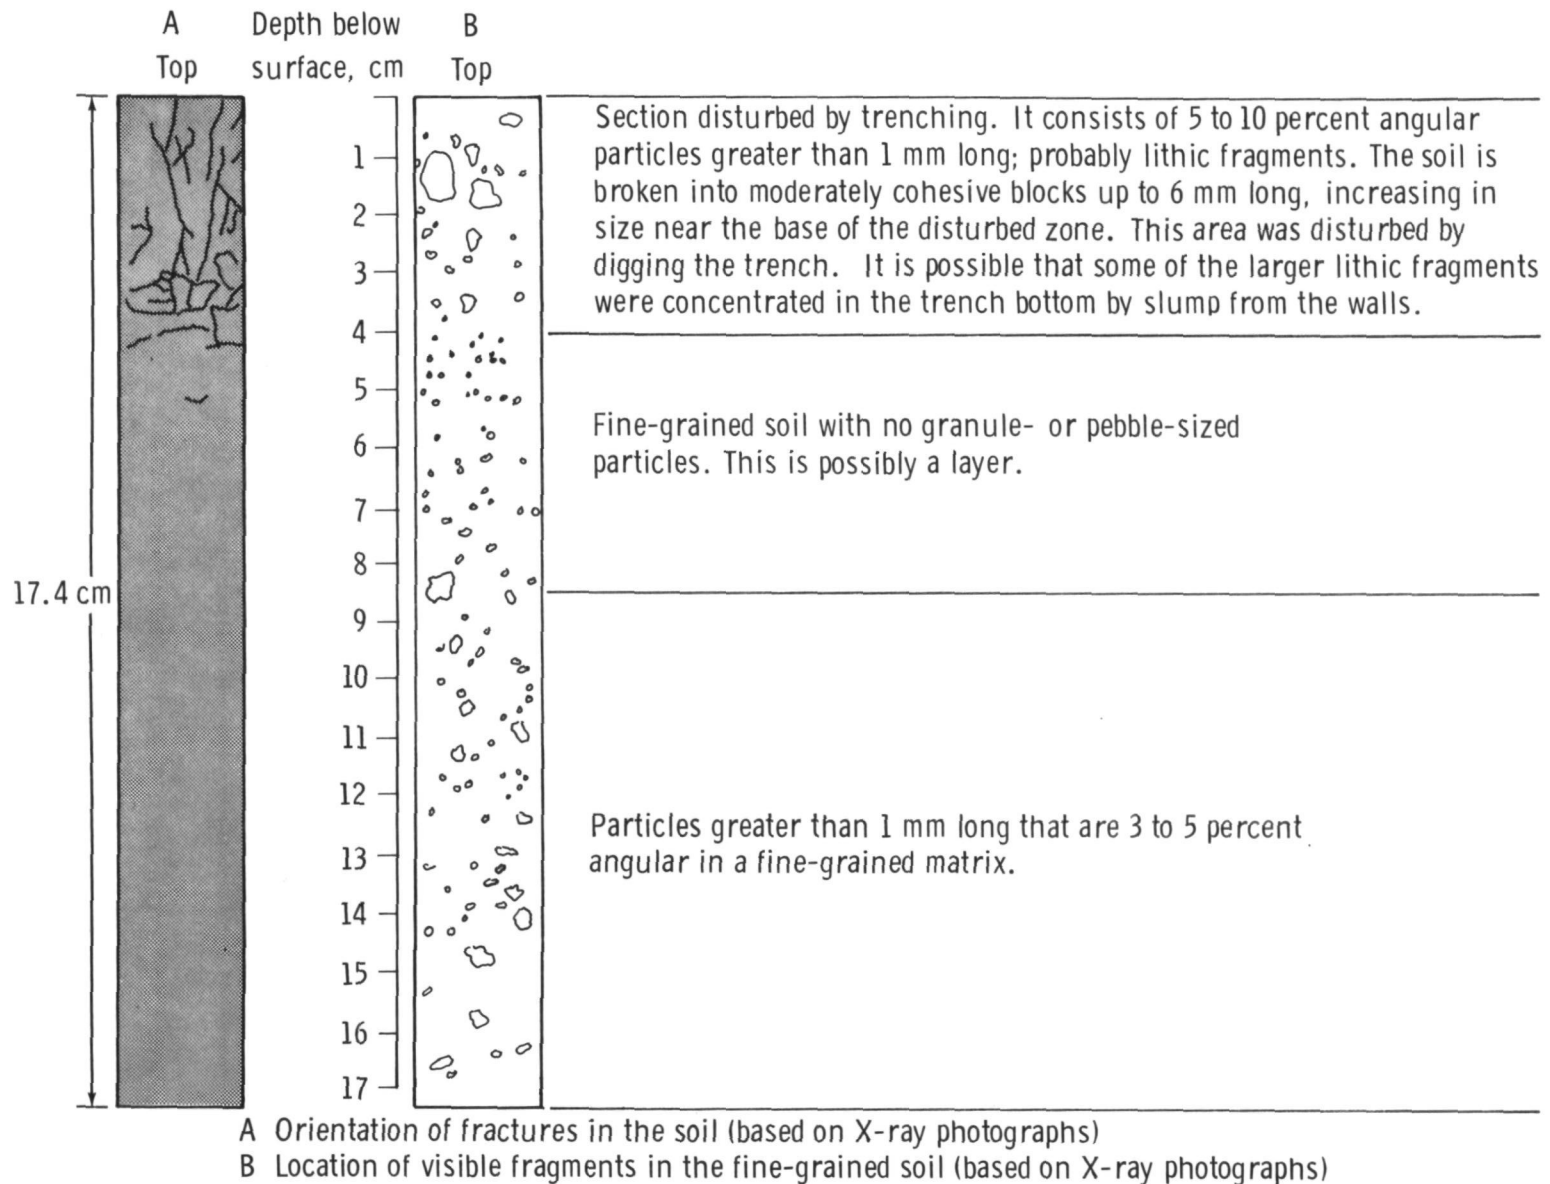 A Depth below B
Top surface, cm Top
Section disturbed by trenching. It consists of 5 to 10 percent angular
particles greater than 1 mm long; probably lithic fragments. The soil is
broken into moderately cohesive blocks up to 6 mm long, increasing in
size near the base of the disturbed zone. This area was disturbed by
digging the trench. It is possible that some of the larger lithic fragments
were concentrated in the trench bottom by slump from the walls.
1
2
3
4
5
6
7
8
9
10
11
12
13
14
15
16
17
Fine-grained soil with no granule- or pebble-sized
particles. This is possibly a layer.
17.4 cm
Particles greater than 1 mm long that are 3 to 5 percent
angular in a fine-grained matrix.
A Orientation of fractures in the soil (based on X-ray photographs)
B Location of visible fragments in the fine-grained soil (based on X-ray photographs)